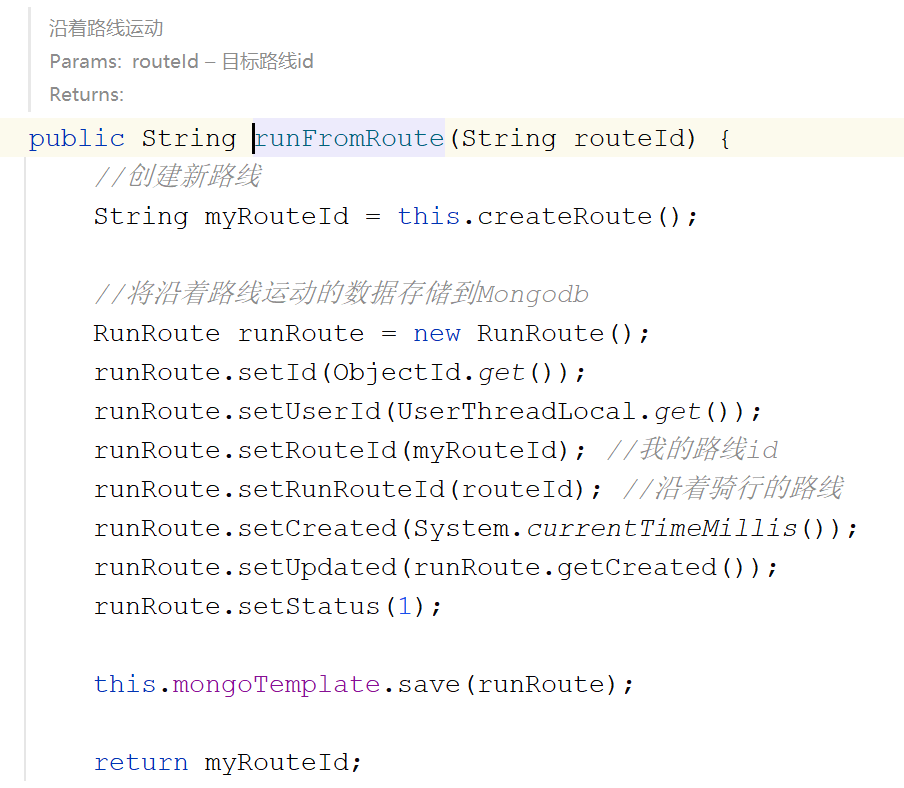 沿着路线运动
Params: routeId – 目标路线id
Returns:
public String runFromRoute(String routeId) {
//创建新路线
String myRouteId = this.createRoute();
//将沿着路线运动的数据存储到Mongodb
RunRoute runRoute = new RunRoute();
runRoute.setId(ObjectId.get());
runRoute.setUserId(UserThreadLocal.get());
runRoute.setRouteId(myRouteId); //我的路线id
runRoute.setRunRouteId(routeId); //沿着骑行的路线
runRoute.setCreated(System.currentTimeMillis());
runRoute.setUpdated(runRoute.getCreated());
runRoute.setStatus(1);
this.mongoTemplate.save(runRoute);
return myRouteId;